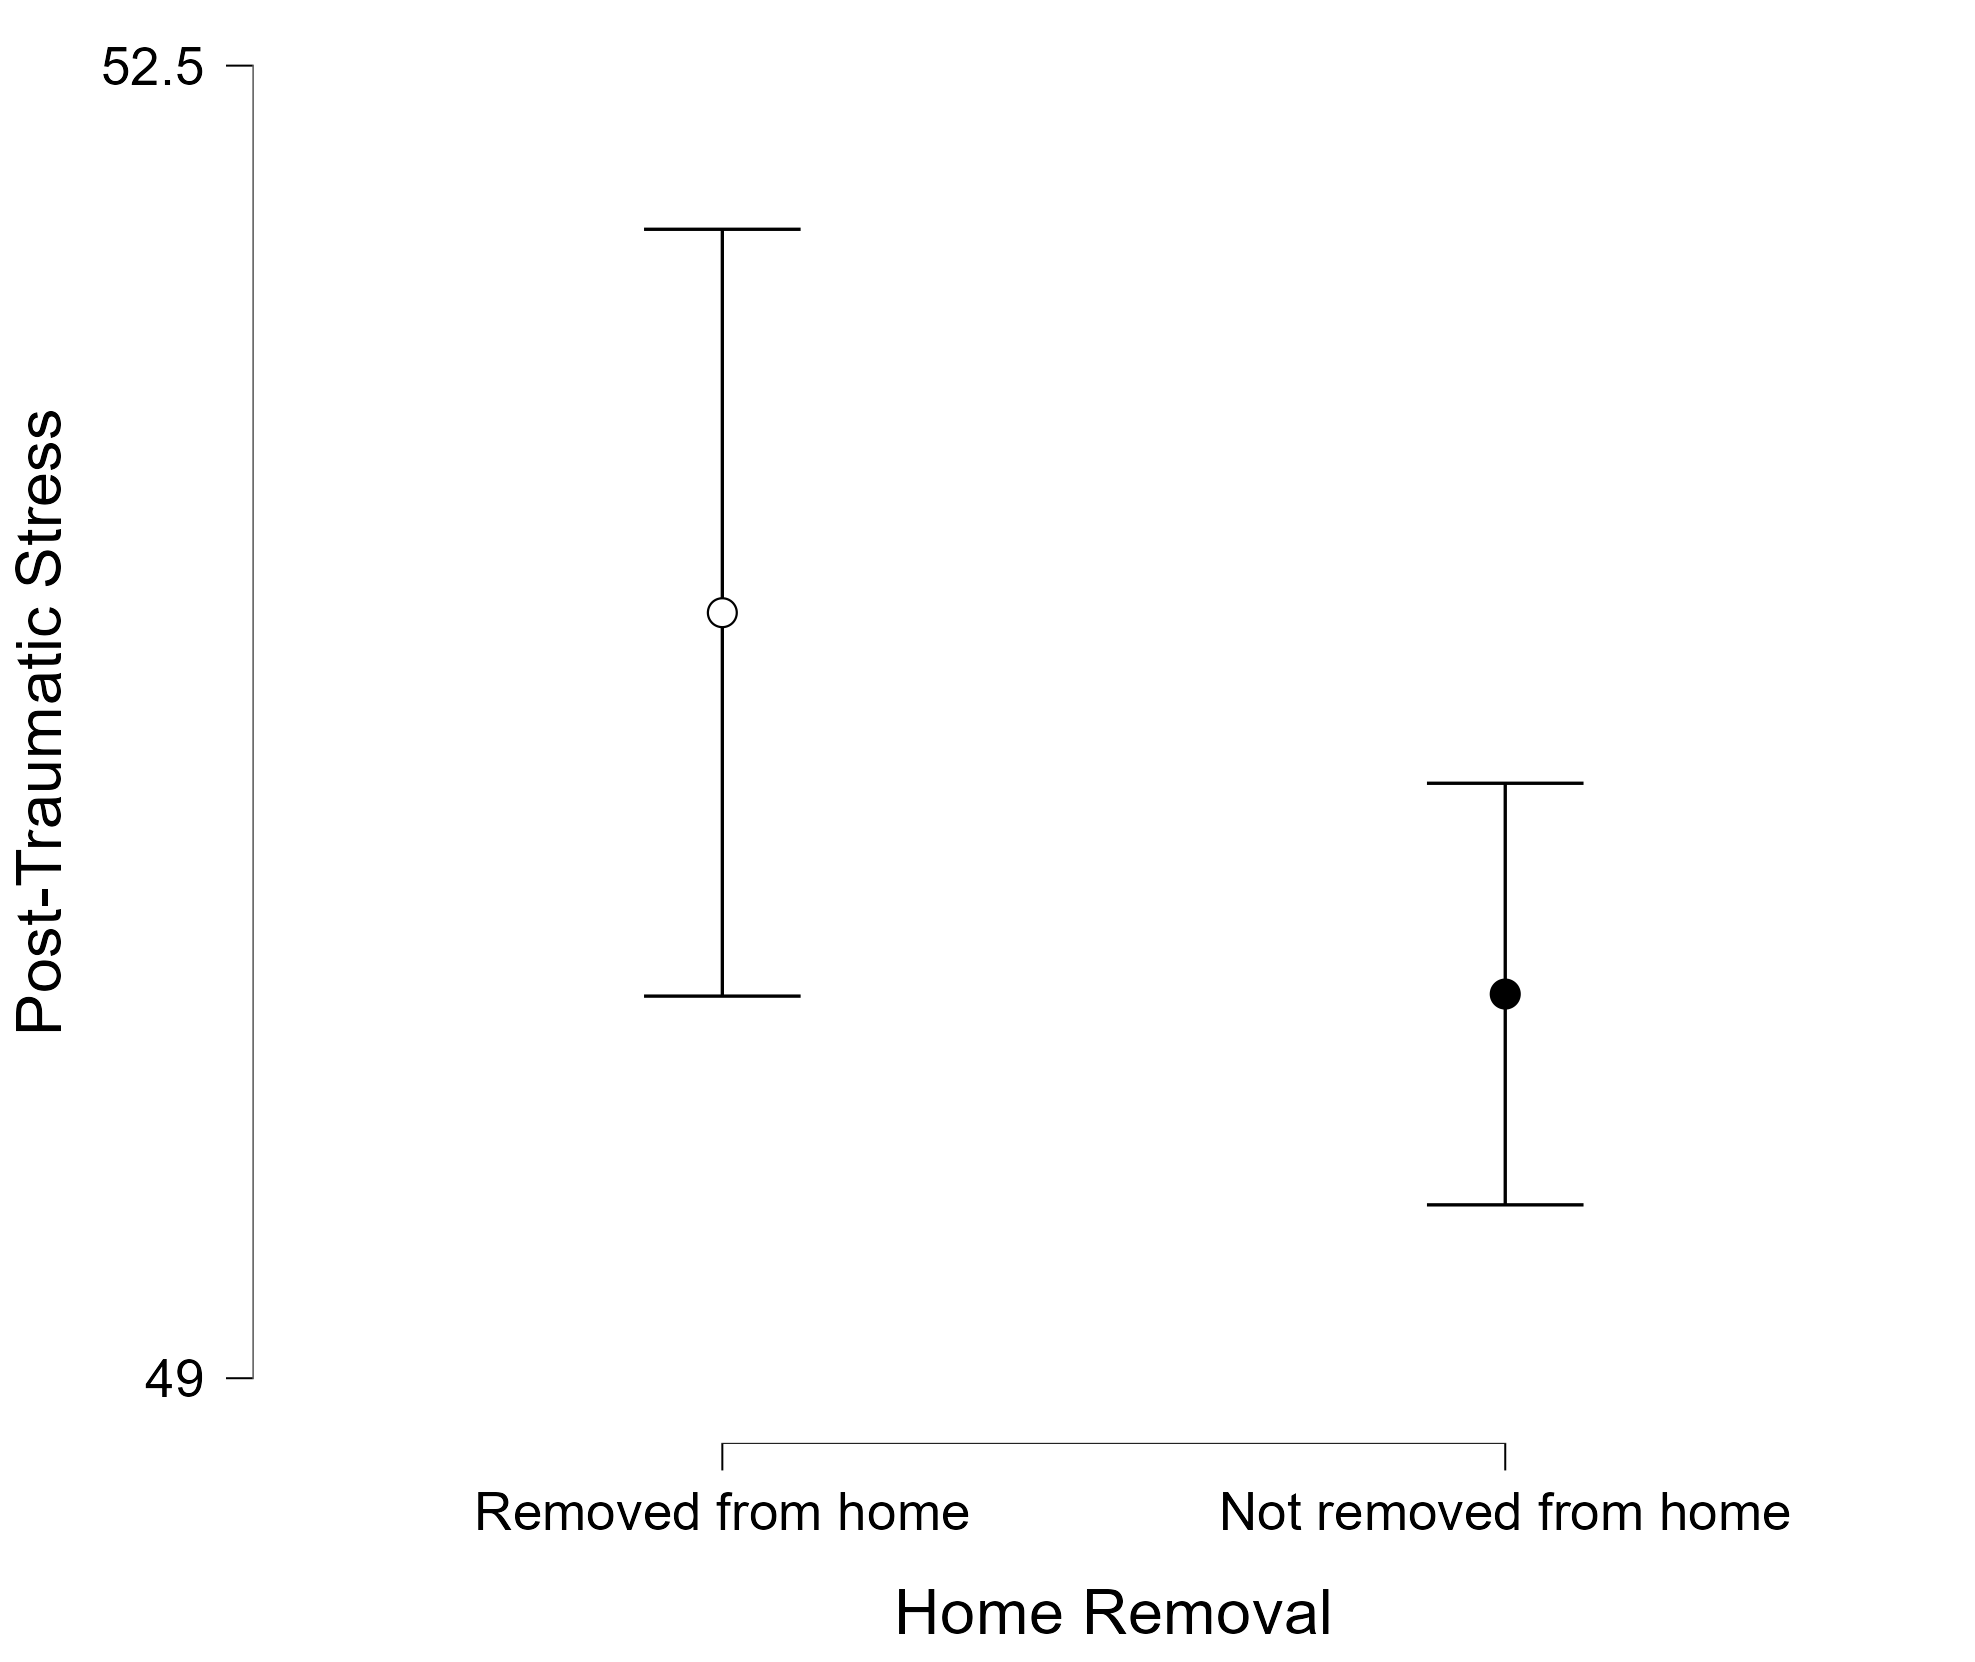 52.5
Post-Traumatic Stress
49
Removed from home
Not removed from home
Home Removal